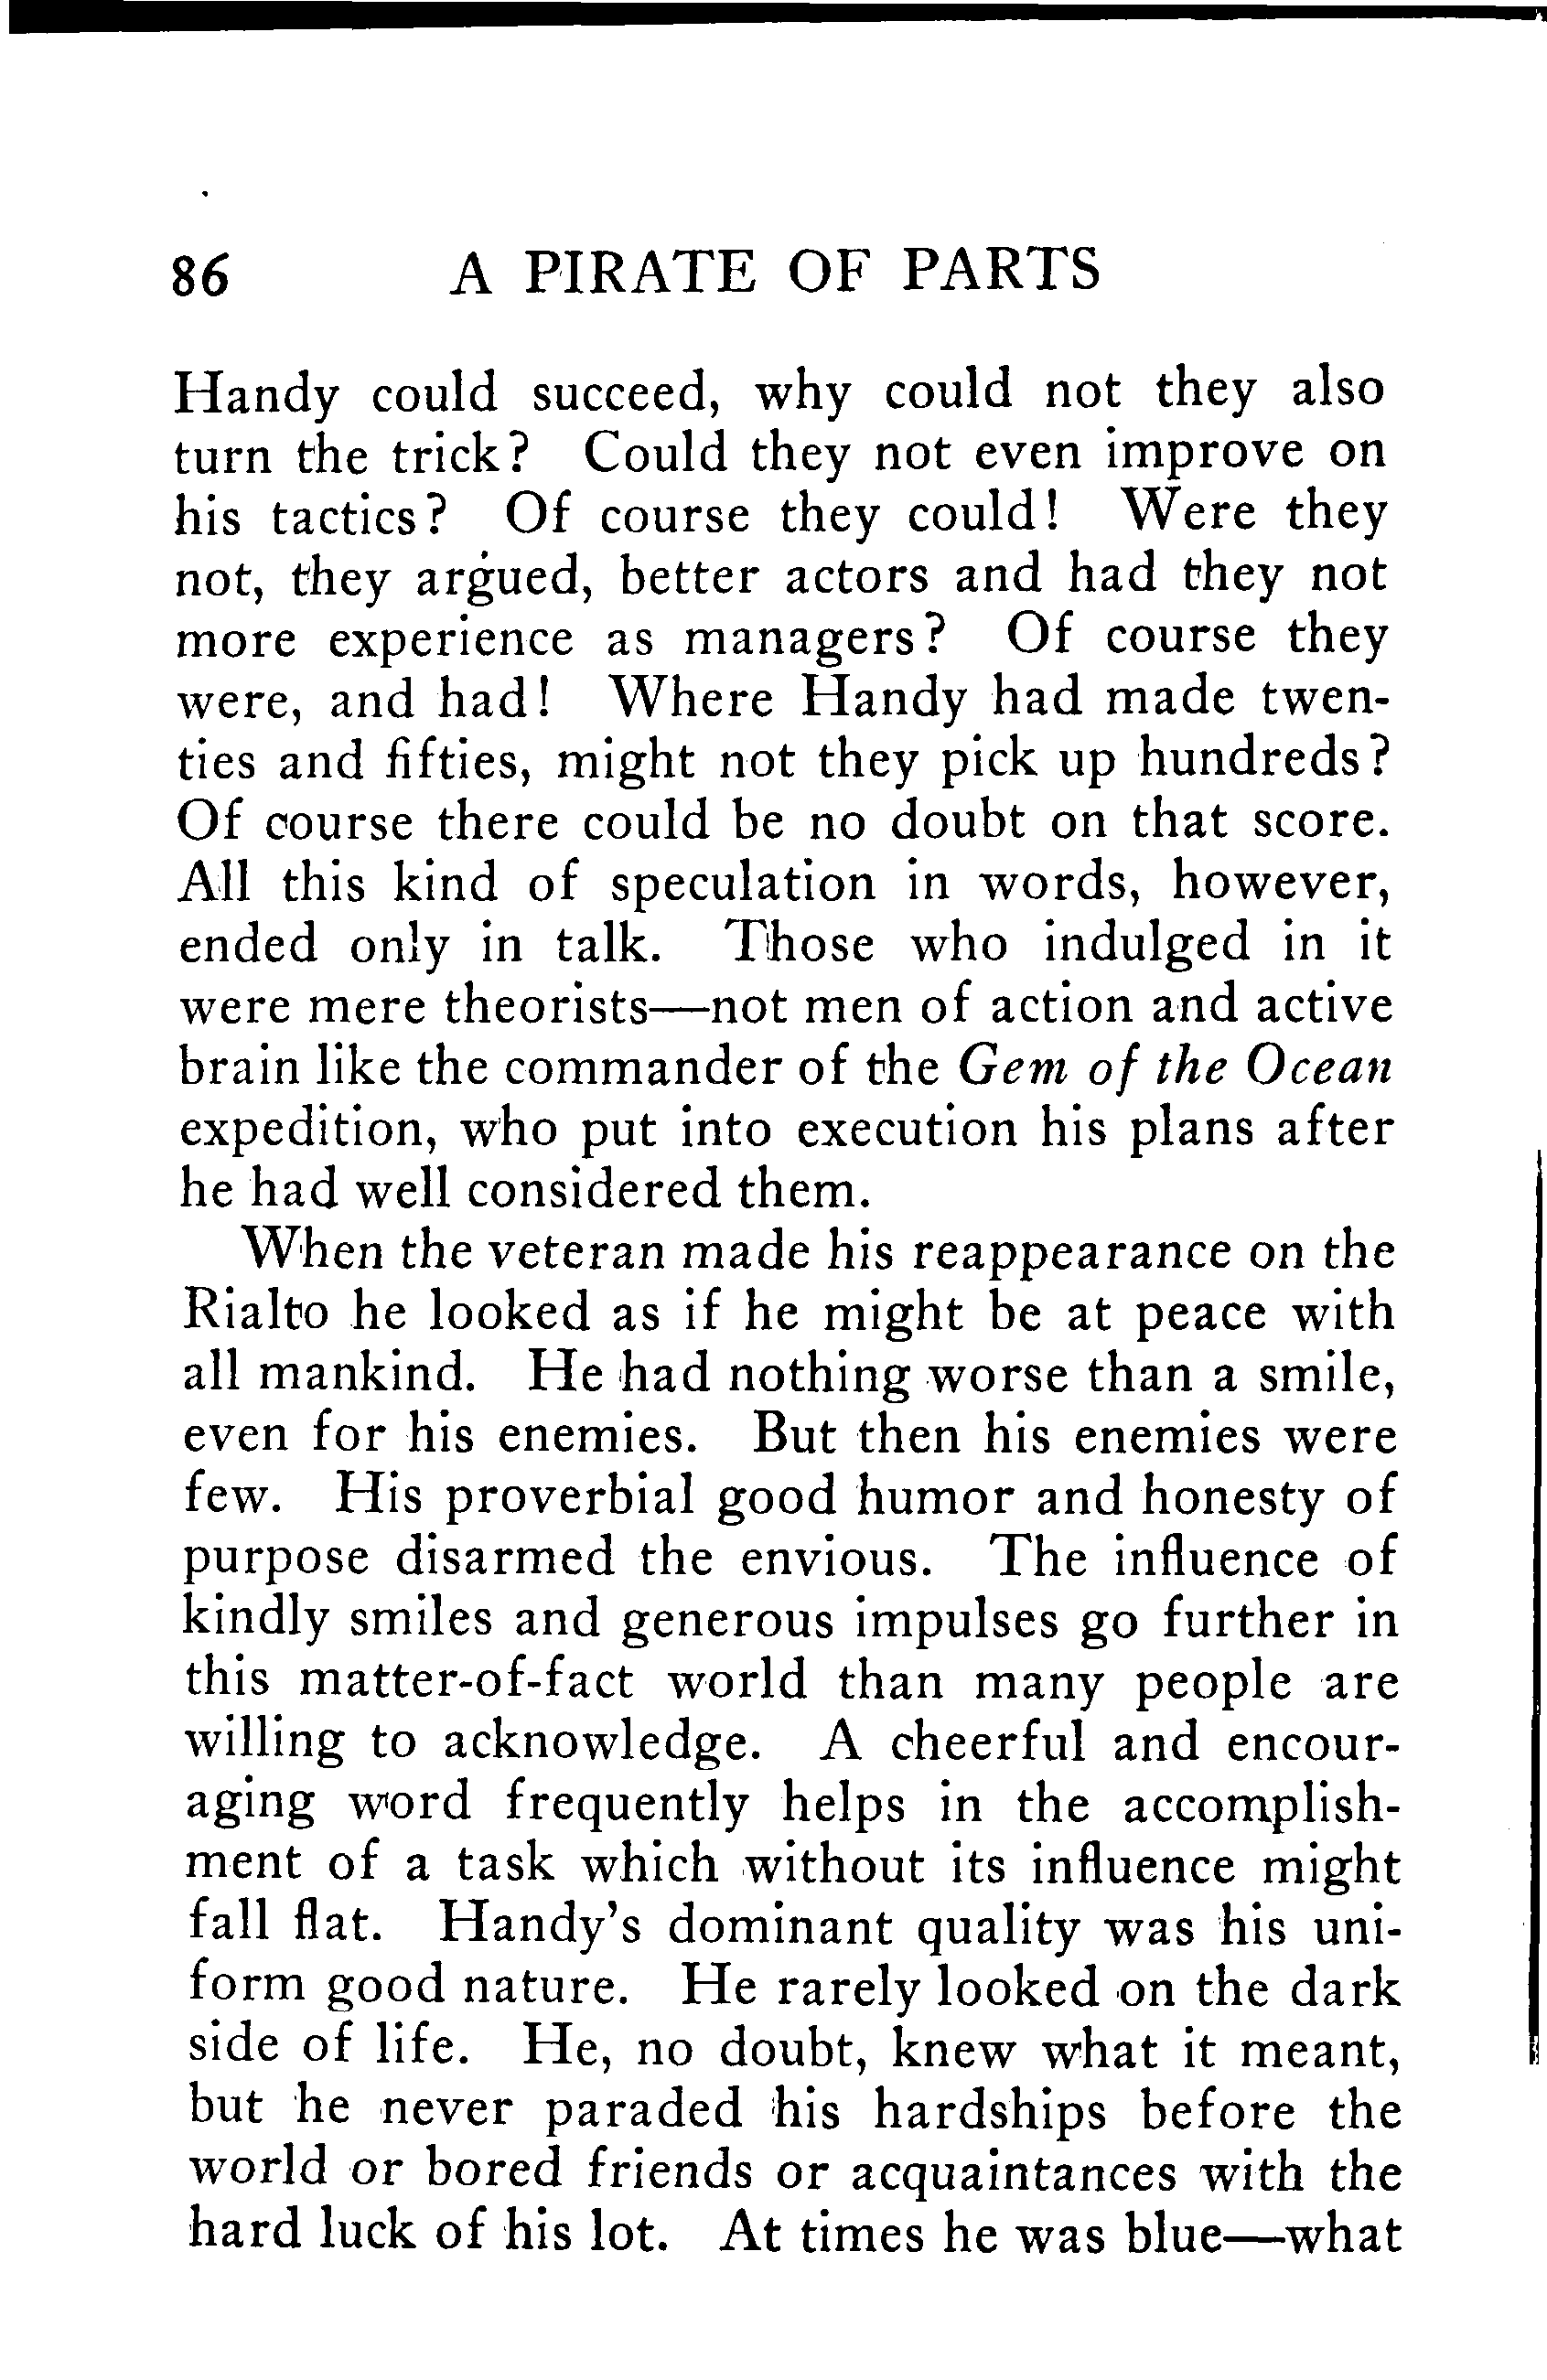 86 A PIRATE OF PARTS
Handy could succeed, why could not they also
turn the trick? Could they not even improve on
his tactics? Of course they could! Were they
not, they argued, better actors and had they not
more experience as managers? Of course they
were, and had! Where Handy had made twen-
ties and fifties, might not they pick up hundreds?
Of course there could be no doubt on that score.
All this kind of speculation in words, however,
ended only in talk. Those who indulged in it
were mere theorists—not men of action and active
brain like the commander of the Gem of the Ocean
expedition, who put into execution his plans after
he had well considered them.
When the veteran made his reappearance on the
Rialto he looked as if he might be at peace with
all mankind. He had nothing worse than a smile,
even for his enemies. But then his enemies were
few. His proverbial good humor and honesty of
purpose disarmed the envious. The influence of
kindly smiles and generous impulses go further in
this matter-of-fact world than many people are
willing to acknowledge. A cheerful and encour-
aging word frequently helps in the accomplish-
ment of a task which without its influence might
fall flat. Handy's dominant quality was his uni-
form good nature. He rarely looked on the dark
side of life. He, no doubt, knew what it meant,
but he never paraded his hardships before the
world or bored friends or acquaintances with the
hard luck of his lot. At times he was blue—what